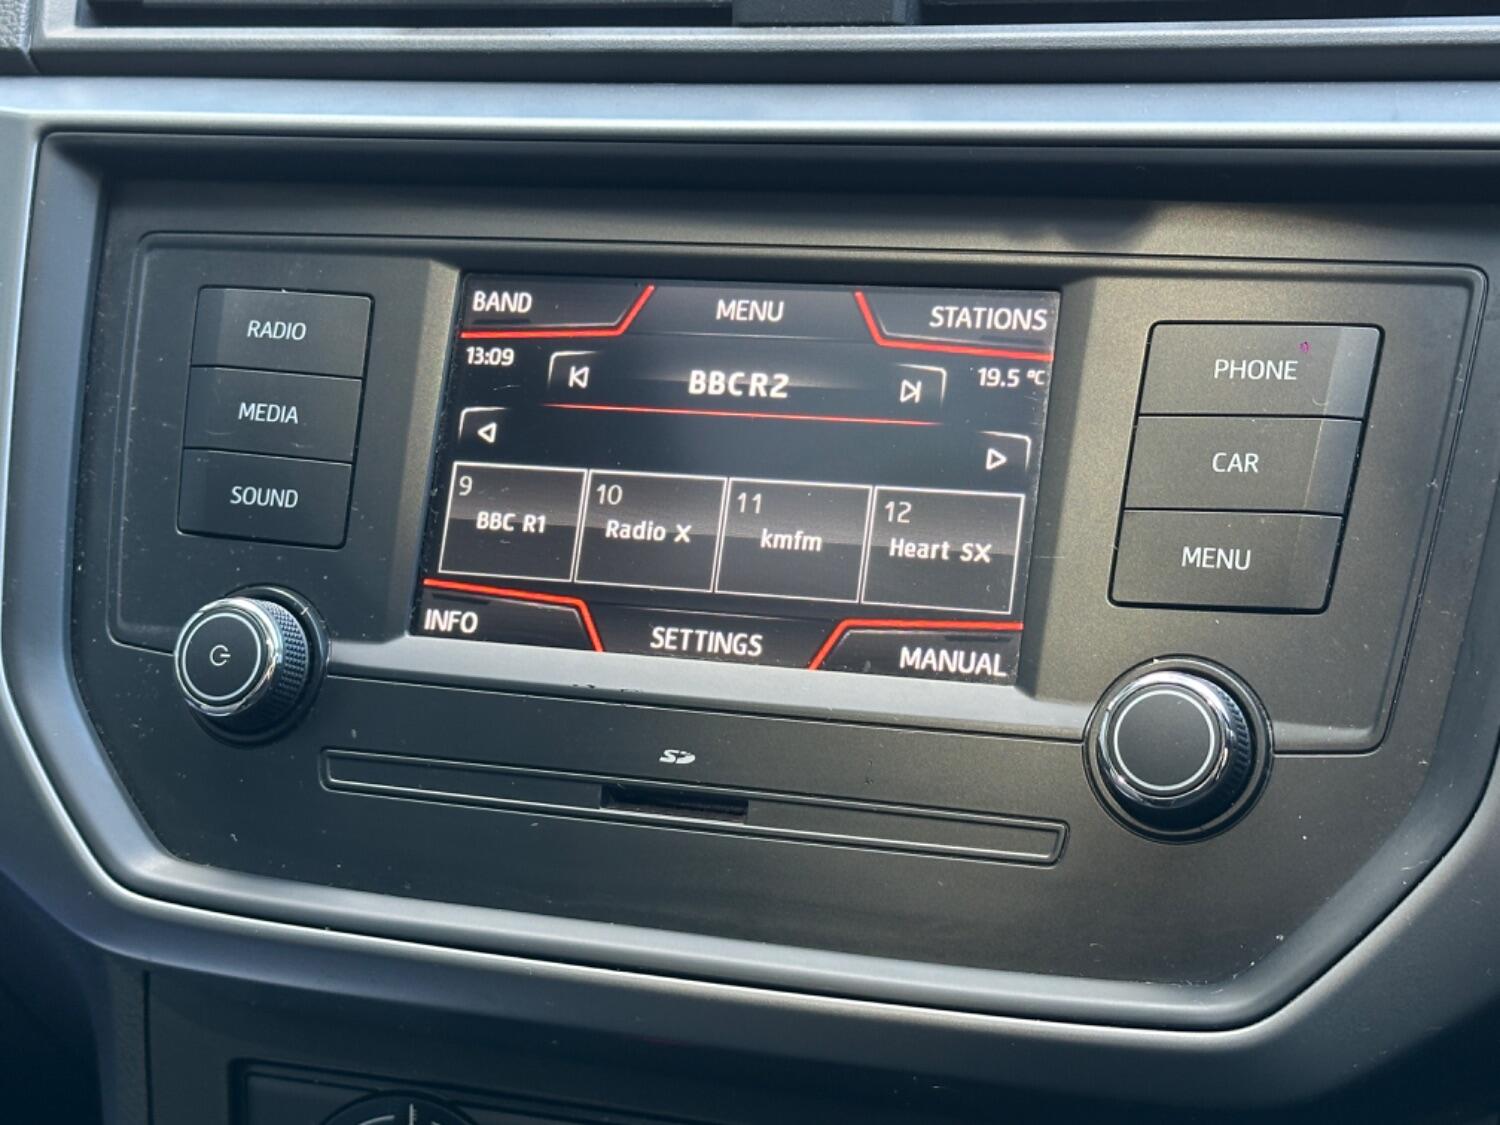 RADIO
MEDIA
SOUND
BAND
MENU
STATIONS
13:09
BBC R2
19.5 °C
9
BBC R1
10
Radio X
11
kmfm
12
Heart SX
INFO
SETTINGS
MANUAL
PHONE
CAR
MENU
SD